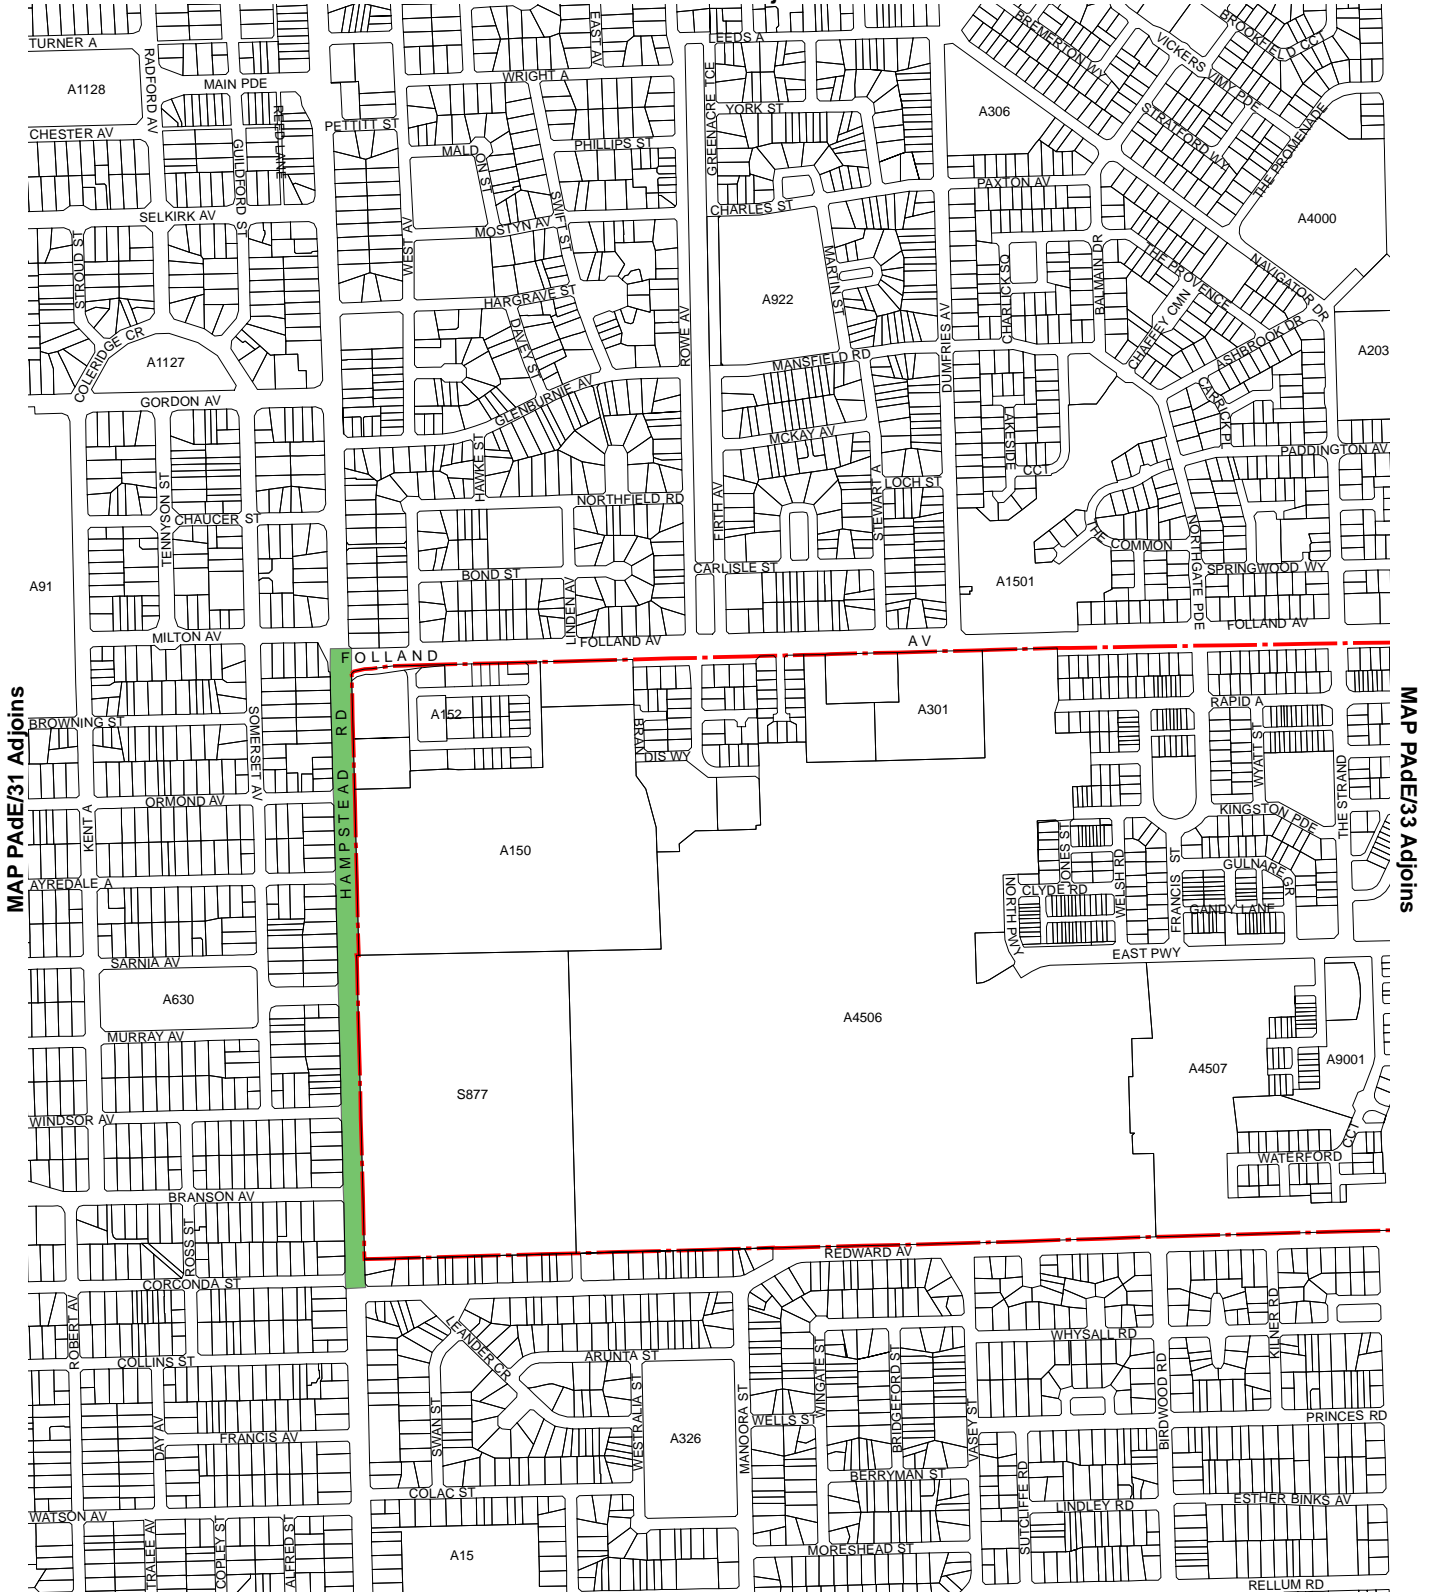 TURNER A
RADFORD AV
EAST AV
LEEDS A
BREMERTON WY
VICKERS VIMY PDE
BROOKFIELD CC
A1128
MAIN PDE
WRIGHT A
GREENACRE TCE
YORK ST
A306
STRATFORD WY
THE PROMENADE
REED LANE
PETTITT ST
CHESTER AV
GUILDFORD ST
MALDON ST
PHILLIPS ST
PAXTON AV
SELKIRK AV
WEST AV
MOSTYN AV
SWIFT ST
CHARLES ST
A4000
STROUD ST
MARTIN ST
CHARLICK SQ
BALMAIN DR
THE PROVENCE
NAVIGATOR DR
HARGRAVE ST
A922
DUMFRIES AV
CHAFFEY CMN
ASHBROOK DR
COLERIDGE CR
A1127
DAVEY ST
ROWE AV
MANSFIELD RD
A203
GORDON AV
GLENBURNIE AV
CARRICK PL
HAWKE ST
MCKAY AV
LAKESIDE
CCT
PADDINGTON AV
TENNYSON ST
CHAUCER ST
NORTHFIELD RD
FIRTH AV
STEWART A
LOCH ST
THE COMMON
NORTHGATE PDE
A91
BOND ST
LINDEN AV
CARLISLE ST
A1501
SPRINGWOOD WY
MILTON AV
FOLLAND AV
FOLLAND
AV
FOLLAND AV
MAP PAdE/31 Adjoins
MAP PAdE/33 Adjoins
BROWNING ST
SOMERSET AV
HAMPSTEAD RD
A152
BRANDIS WY
A301
RAPID A
WYATT ST
THE STRAND
ORMOND AV
KENT A
A150
KINGSTON PDE
JONES ST
WELSH RD
FRANCIS ST
GULNARE GR
AYREDALE A
NORTH PWY
CLYDE RD
GANDY LANE
EAST PWY
SARNIA AV
A630
A4506
MURRAY AV
A4507
A9001
S877
WINDSOR AV
CCT
WATERFORD
BRANSON AV
ROSS ST
REDWARD AV
CORCONDA ST
ROBERT AV
LEANDER CR
KILNER RD
WHYSALL RD
COLLINS ST
ARUNTA ST
WINGATE ST
BRIDGEFORD ST
BIRDWOOD RD
DAY AV
SWAN ST
WESTRALIA ST
MANOORA ST
WELLS ST
VASEY ST
PRINCES RD
FRANCIS AV
A326
BERRYMAN ST
SUTCLIFFE RD
COLAC ST
LINDLEY RD
ESTHER BINKS AV
WATSON AV
TRALEE AV
COPLEY ST
ALFRED ST
A15
MORESHEAD ST
RELLUM RD